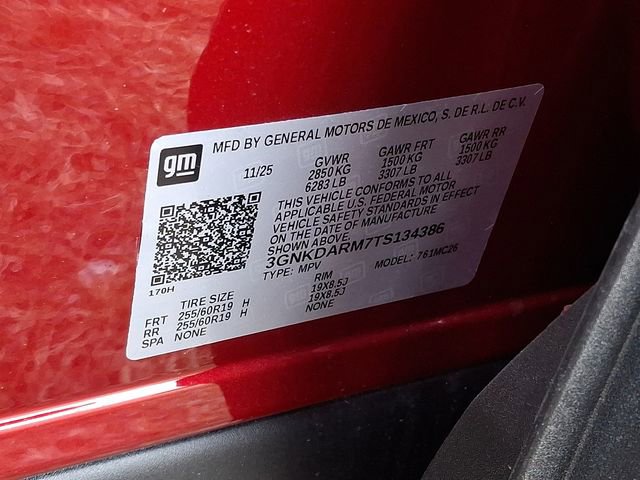 gm
MFD BY GENERAL MOTORS DE MEXICO, S. DE R.L. DE C.V.
11/25 GVWR GAWR FRT GAWR RR
2850 KG 1500 KG 1500 KG
6283 LB 3307 LB 3307 LB
THIS VEHICLE CONFORMS TO ALL
APPLICABLE U.S. FEDERAL MOTOR
VEHICLE SAFETY STANDARDS IN EFFECT
ON THE DATE OF MANUFACTURE
SHOWN ABOVE.
3GNKDARM7TS134386
TYPE: MPV MODEL: 761MC26
170H
TIRE SIZE RIM
FRT 255/60R19 H 19X8.5J
RR 255/60R19 H 19X8.5J
SPA NONE NONE